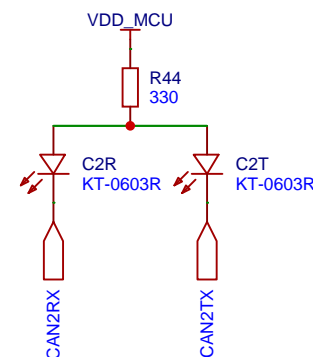 VDD_MCU
R44
330
C2R
KT-0603R
C2T
KT-0603R
CAN2RX
CAN2TX